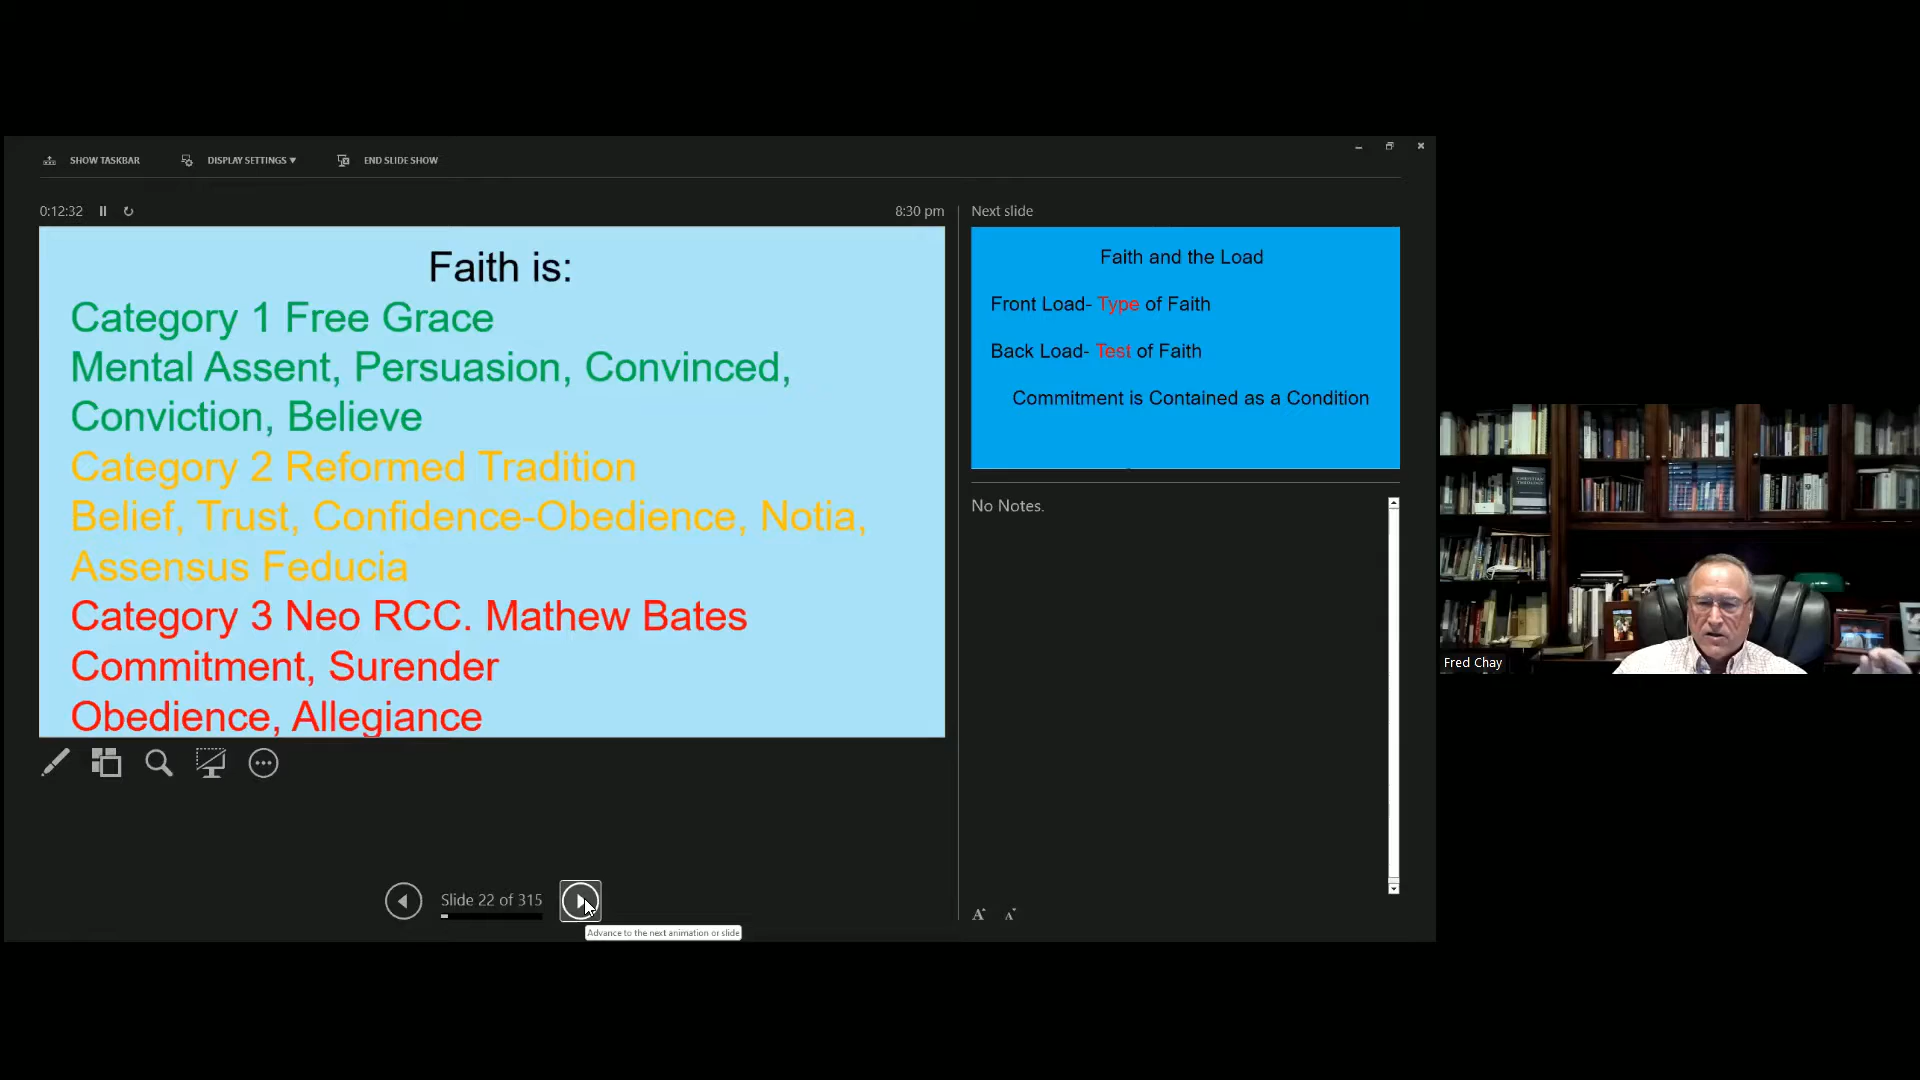 SHOW TASKBAR
DISPLAY SETTINGS ▾
END SLIDE SHOW
0:12:32
8:30 pm
Faith is:
Category 1 Free Grace
Mental Assent, Persuasion, Convinced,
Conviction, Believe
Category 2 Reformed Tradition
Belief, Trust, Confidence-Obedience, Notia,
Assensus Feducia
Category 3 Neo RCC. Mathew Bates
Commitment, Surender
Obedience, Allegiance
Slide 22 of 315
Advance to the next animation or slide
Next slide
Faith and the Load
Front Load- Type of Faith
Back Load- Test of Faith
Commitment is Contained as a Condition
No Notes.
A A
Fred Chay